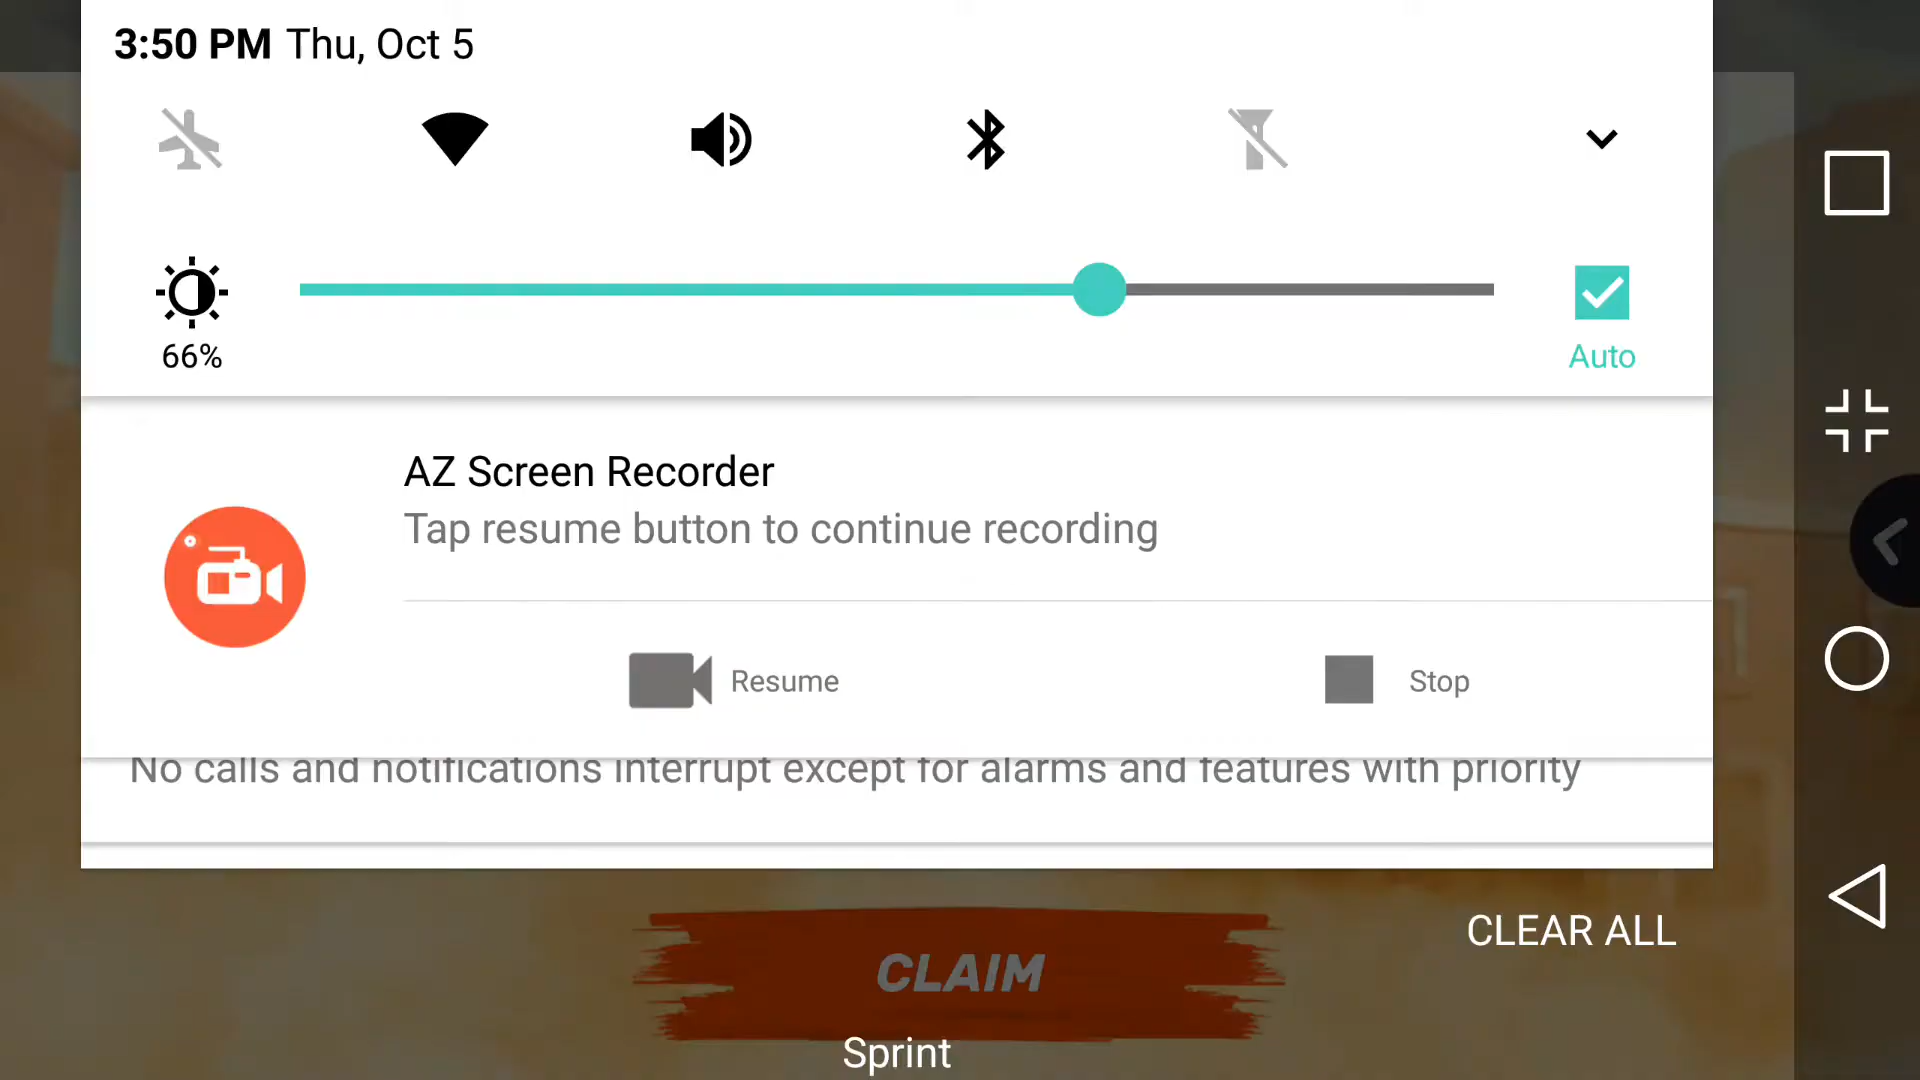 3:50 PM Thu, Oct 5
66%
Auto
AZ Screen Recorder
Tap resume button to continue recording
Resume
Stop
No calls and notifications interrupt except for alarms and features with priority
CLEAR ALL
CLAIM
Sprint